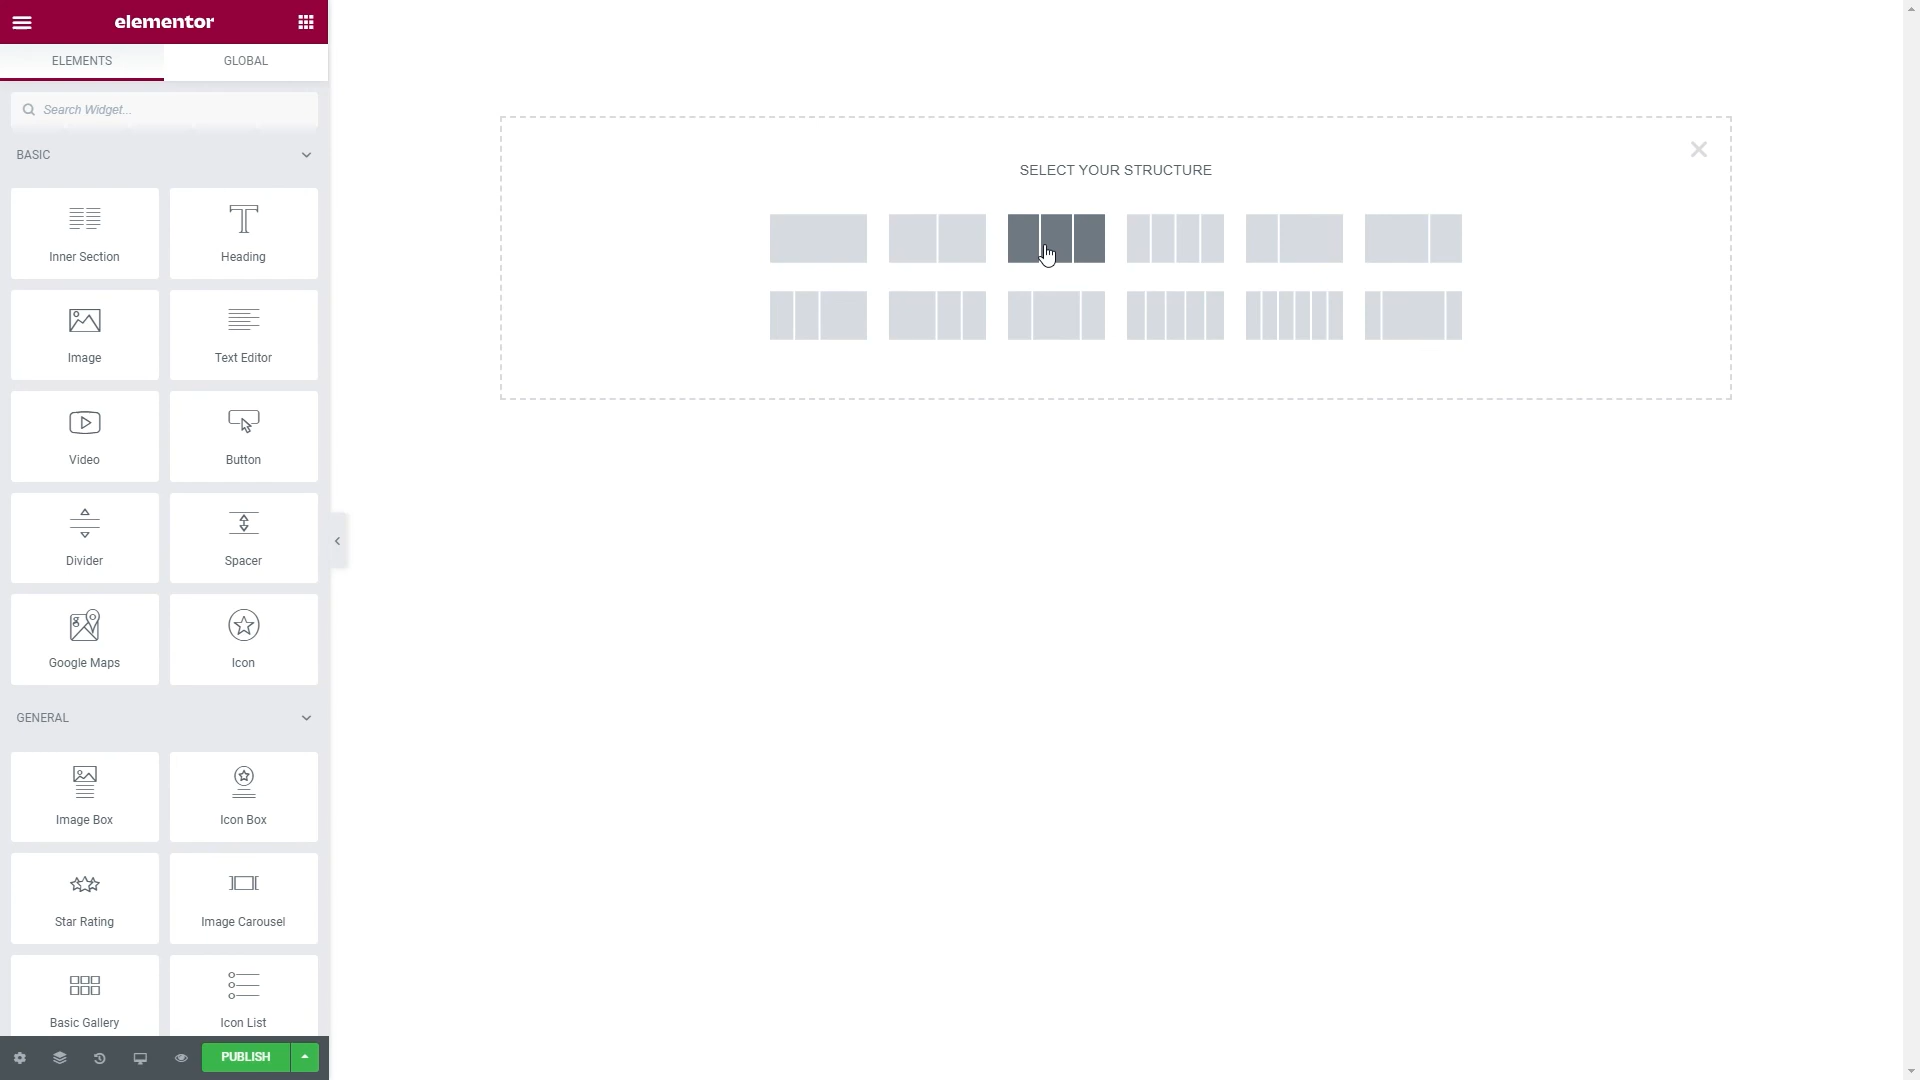 elementor
ELEMENTS
GLOBAL
Search Widget...
BASIC
Inner Section
Heading
Image
Text Editor
Video
Button
Divider
Spacer
Google Maps
Icon
GENERAL
Image Box
Icon Box
Star Rating
Image Carousel
Basic Gallery
Icon List
PUBLISH
SELECT YOUR STRUCTURE